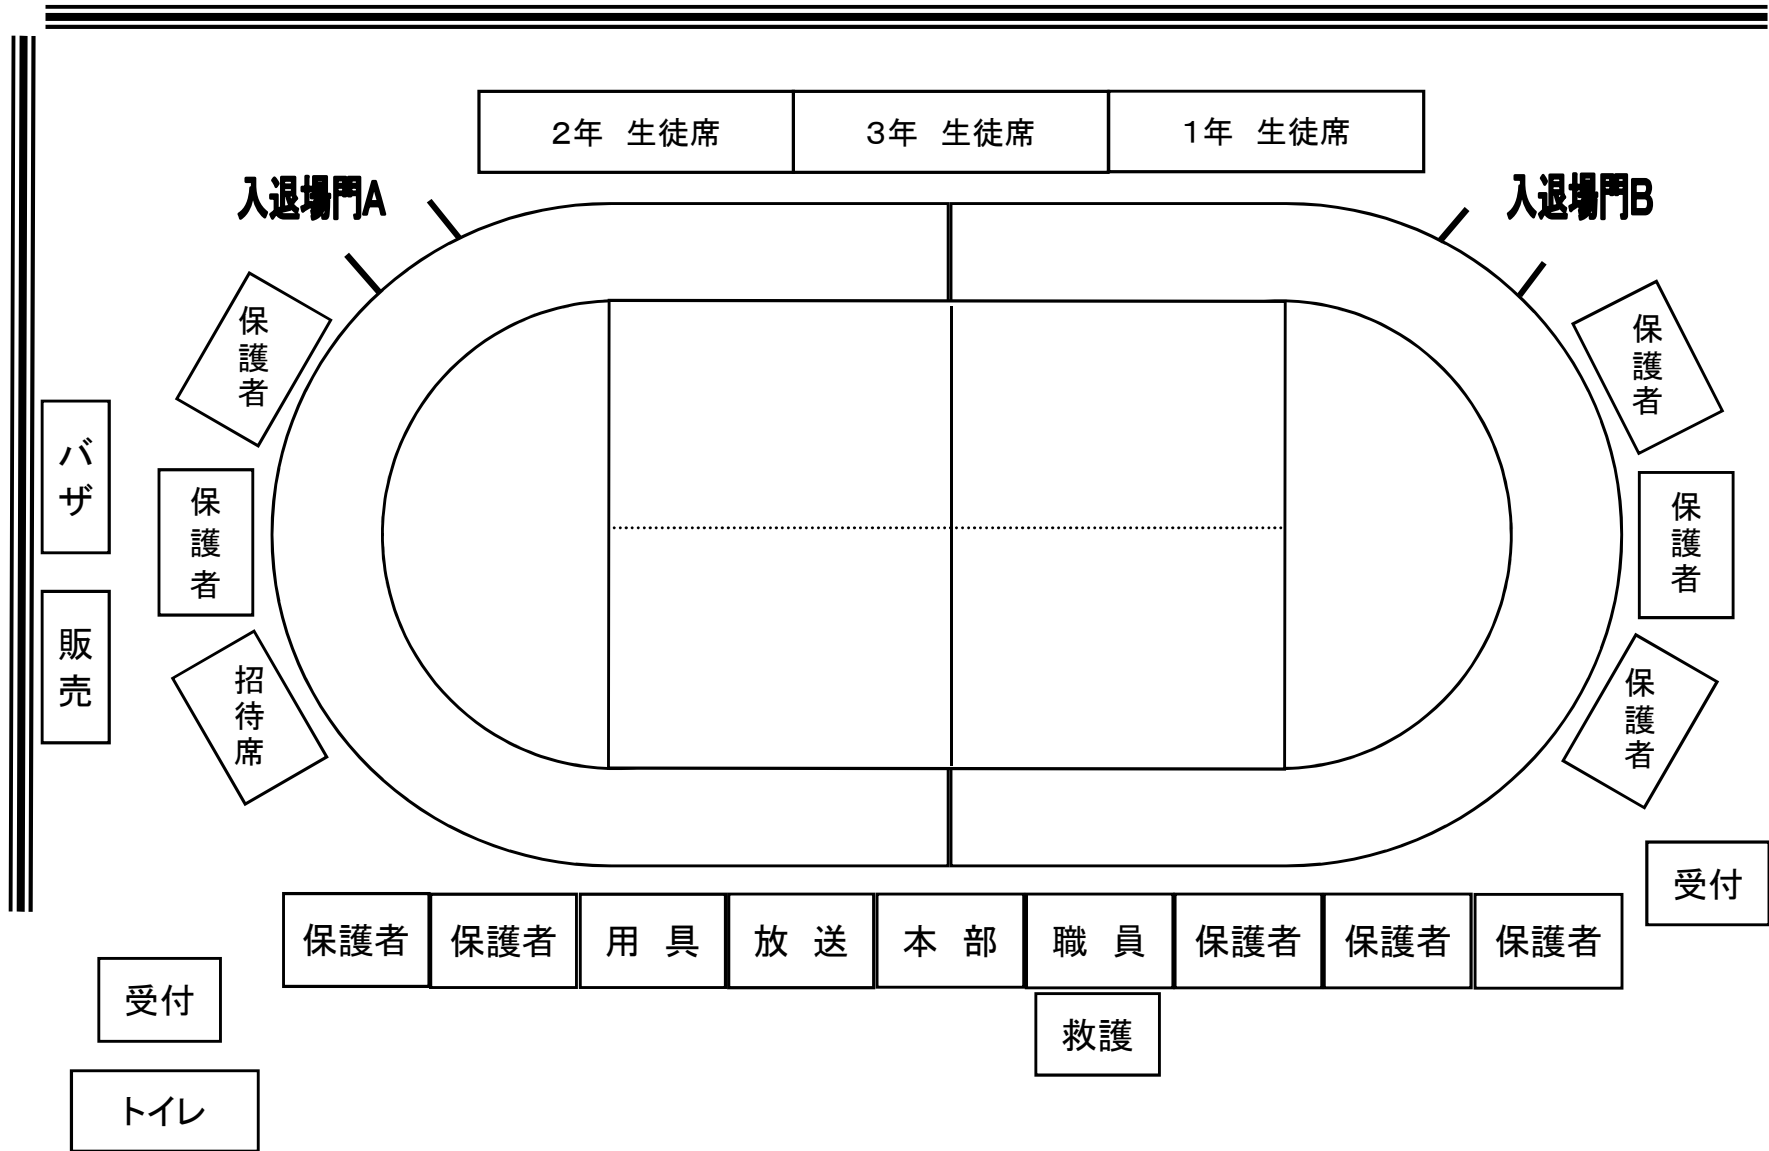 2年 生徒席
3年 生徒席
1年 生徒席
入退場門A
入退場門B
保護者
保護者
バザ
保護者
保護者
販売
招待席
保護者
受付
保護者
保護者
用 具
放 送
本 部
職 員
保護者
保護者
保護者
受付
救護
トイレ